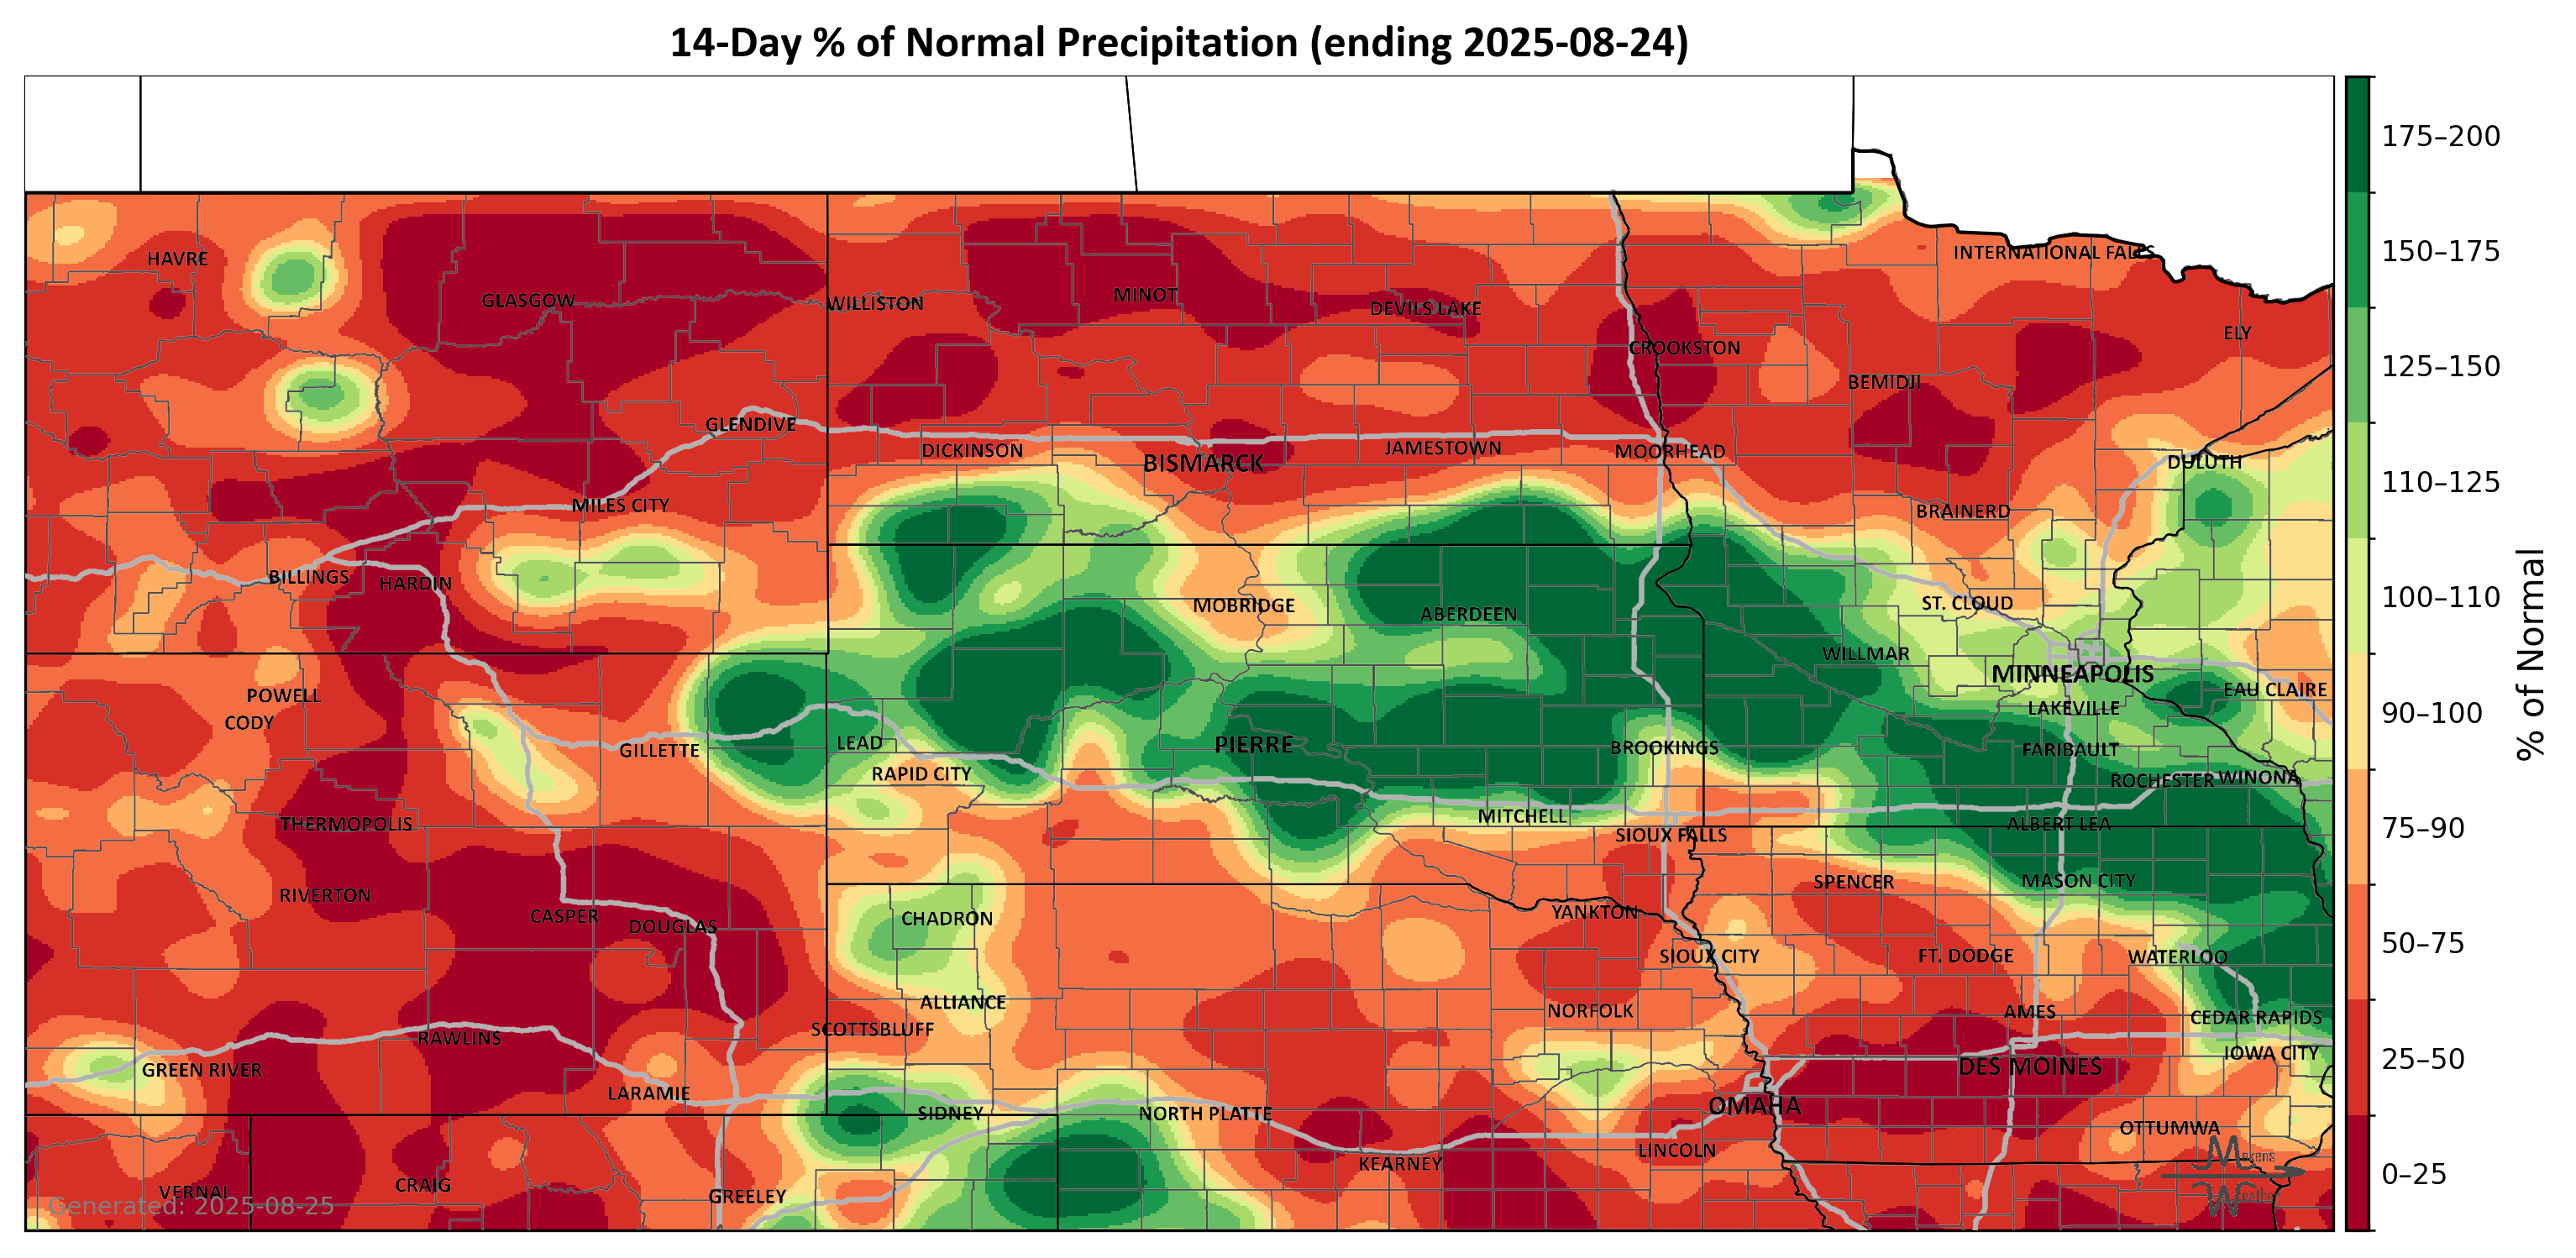 14-Day % of Normal Precipitation (ending 2025-08-24)
175–200
150–175
125–150
110–125
100–110
90–100
75–90
50–75
25–50
0–25
% of Normal
HAVRE
INTERNATIONAL FALLS
GLASGOW
WILLISTON
MINOT
DEVILS LAKE
ELY
CROOKSTON
BEMIDJI
GLENDIVE
DICKINSON
BISMARCK
JAMESTOWN
MOORHEAD
DULUTH
MILES CITY
BRAINERD
BILLINGS
HARDIN
MOBRIDGE
ABERDEEN
ST. CLOUD
WILLMAR
MINNEAPOLIS
POWELL
EAU CLAIRE
CODY
LAKEVILLE
GILLETTE
LEAD
PIERRE
BROOKINGS
FARIBAULT
RAPID CITY
ROCHESTER
WINONA
THERMOPOLIS
MITCHELL
ALBERT LEA
SIOUX FALLS
RIVERTON
SPENCER
MASON CITY
CASPER
DOUGLAS
CHADRON
YANKTON
SIOUX CITY
FT. DODGE
WATERLOO
ALLIANCE
NORFOLK
AMES
CEDAR RAPIDS
RAWLINS
SCOTTSBLUFF
IOWA CITY
GREEN RIVER
DES MOINES
LARAMIE
SIDNEY
NORTH PLATTE
OMAHA
OTTUMWA
LINCOLN
KEARNEY
VERNAL
CRAIG
GREELEY
Makens
Weather
Generated: 2025-08-25